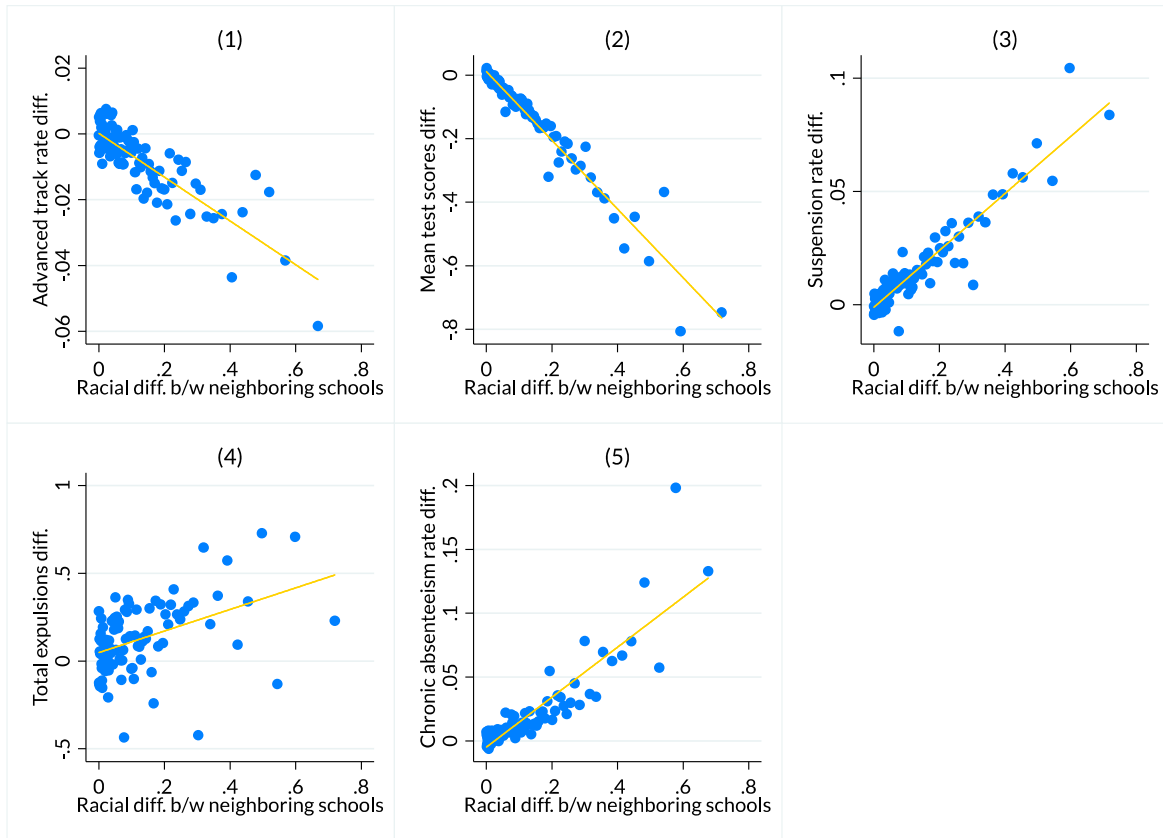 (1)
Advanced track rate diff.
.02
0
-.02
-.04
-.06
0 .2 .4 .6 .8
Racial diff. b/w neighboring schools
(2)
Mean test scores diff.
0
-.2
-.4
-.6
-.8
0 .2 .4 .6 .8
Racial diff. b/w neighboring schools
(3)
Suspension rate diff.
.1
.05
0
0 .2 .4 .6 .8
Racial diff. b/w neighboring schools
(4)
Total expulsions diff.
1
.5
0
-.5
0 .2 .4 .6 .8
Racial diff. b/w neighboring schools
(5)
Chronic absenteeism rate diff.
.2
.15
.1
.05
0
0 .2 .4 .6 .8
Racial diff. b/w neighboring schools